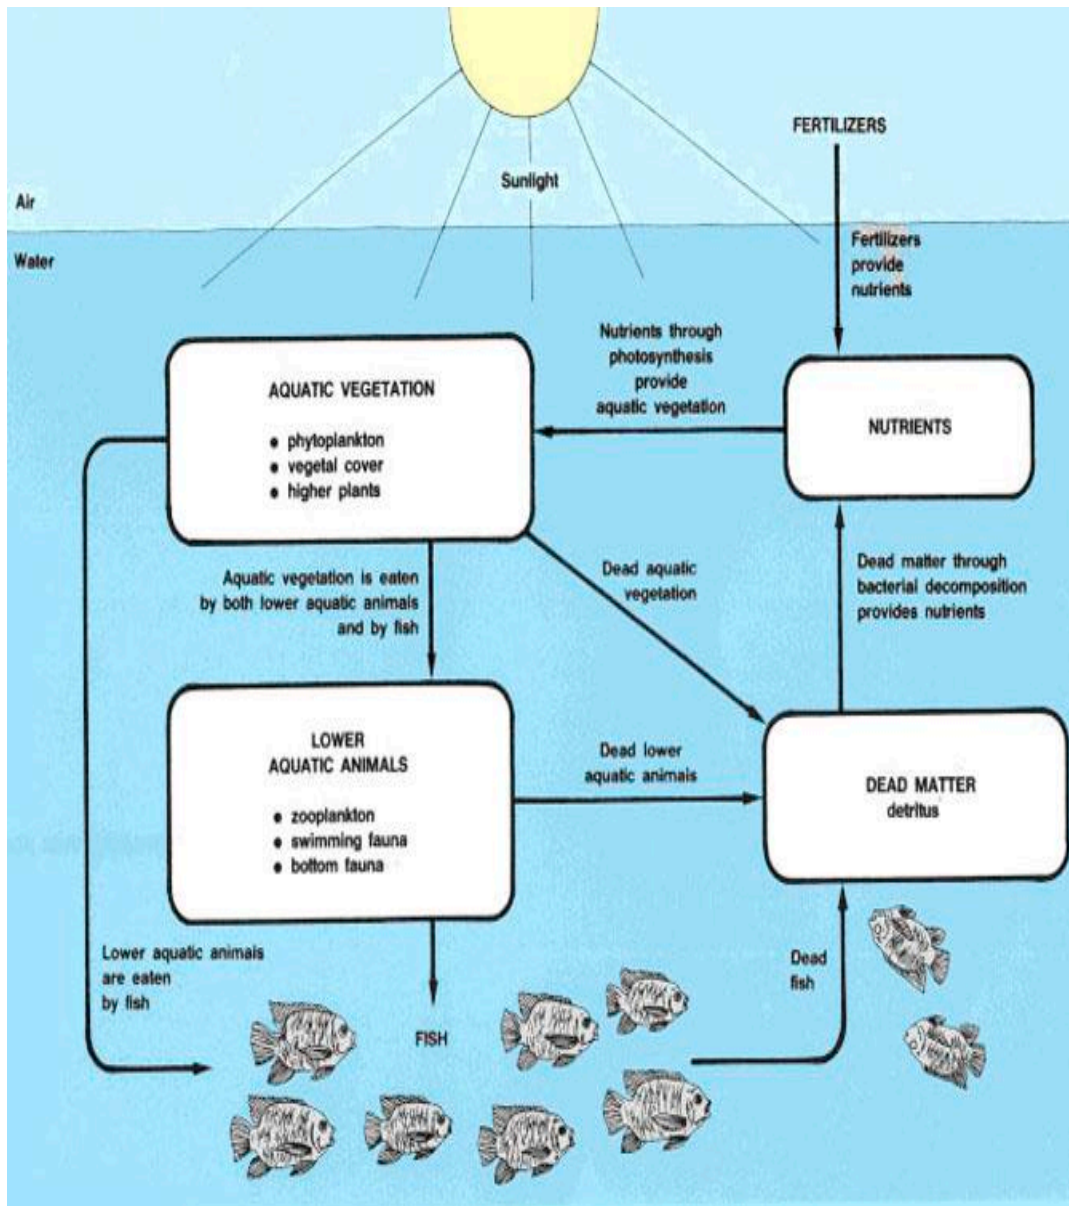 FERTILIZERS
Sunlight
Air
Water
Fertilizers
provide
nutrients
Nutrients through
photosynthesis
provide
aquatic vegetation
AQUATIC VEGETATION
● phytoplankton
● vegetal cover
● higher plants
NUTRIENTS
Aquatic vegetation is eaten
by both lower aquatic animals
and by fish
Dead aquatic
vegetation
Dead matter through
bacterial decomposition
provides nutrients
LOWER
AQUATIC ANIMALS
● zooplankton
● swimming fauna
● bottom fauna
Dead lower
aquatic animals
DEAD MATTER
detritus
Lower aquatic animals
are eaten
by fish
Dead
fish
FISH